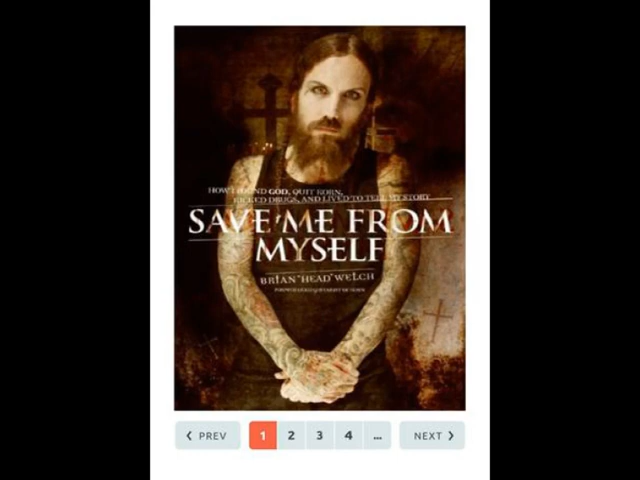 HOW I FOUND GOD, QUIT KORN,
KICKED DRUGS, AND LIVED TO TELL MY STORY
SAVE ME FROM
MYSELF
BRIAN "HEAD" WELCH
❮ PREV 1 2 3 4 ... NEXT ❯